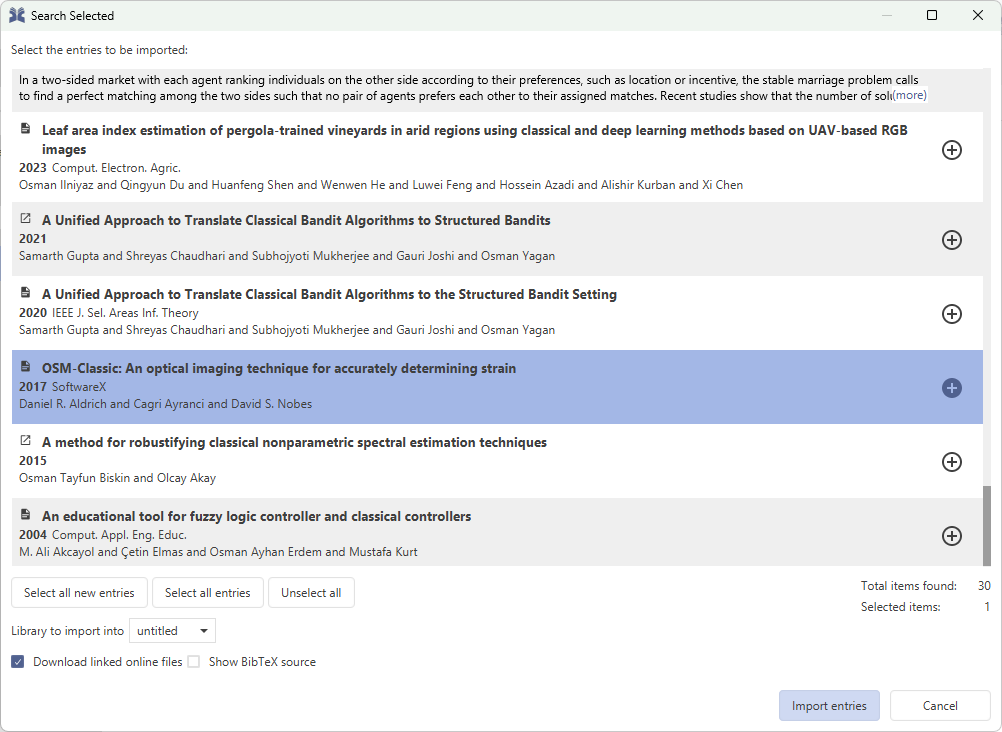 Search Selected
Select the entries to be imported:
In a two-sided market with each agent ranking individuals on the other side according to their preferences, such as location or incentive, the stable marriage problem calls
to find a perfect matching among the two sides such that no pair of agents prefers each other to their assigned matches. Recent studies show that the number of (more)
Leaf area index estimation of pergola-trained vineyards in arid regions using classical and deep learning methods based on UAV-based RGB
images
2023 Comput. Electron. Agric.
Osman Ilniyaz and Qingyun Du and Huanfeng Shen and Wenwen He and Luwei Feng and Hossein Azadi and Alishir Kurban and Xi Chen
A Unified Approach to Translate Classical Bandit Algorithms to Structured Bandits
2021
Samarth Gupta and Shreyas Chaudhari and Subhojyoti Mukherjee and Gauri Joshi and Osman Yagan
A Unified Approach to Translate Classical Bandit Algorithms to the Structured Bandit Setting
2020 IEEE J. Sel. Areas Inf. Theory
Samarth Gupta and Shreyas Chaudhari and Subhojyoti Mukherjee and Gauri Joshi and Osman Yagan
OSM-Classic: An optical imaging technique for accurately determining strain
2017 SoftwareX
Daniel R. Aldrich and Cagri Ayranci and David S. Nobes
A method for robustifying classical nonparametric spectral estimation techniques
2015
Osman Tayfun Biskin and Olcay Akay
An educational tool for fuzzy logic controller and classical controllers
2004 Comput. Appl. Eng. Educ.
M. Ali Akcayol and Çetin Elmas and Osman Ayhan Erdem and Mustafa Kurt
Select all new entries Select all entries Unselect all
Total items found: 30
Selected items: 1
Library to import into untitled
Download linked online files Show BibTeX source
Import entries Cancel